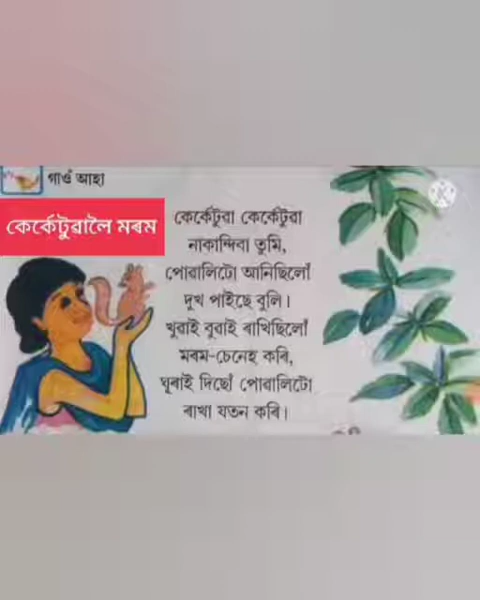 গাওঁ আহা
কেৰ্কেটুৱালৈ মৰম
কেৰ্কেটুৱা কেৰ্কেটুৱা
নাকান্দিবা তুমি,
পোৱালিটো আনিছিলোঁ
দুখ পাইছে বুলি।
খুৱাই বুৱাই ৰাখিছিলোঁ
মৰম-চেনেহ কৰি,
ঘূৰাই দিছোঁ পোৱালিটো
ৰাখা যতন কৰি।